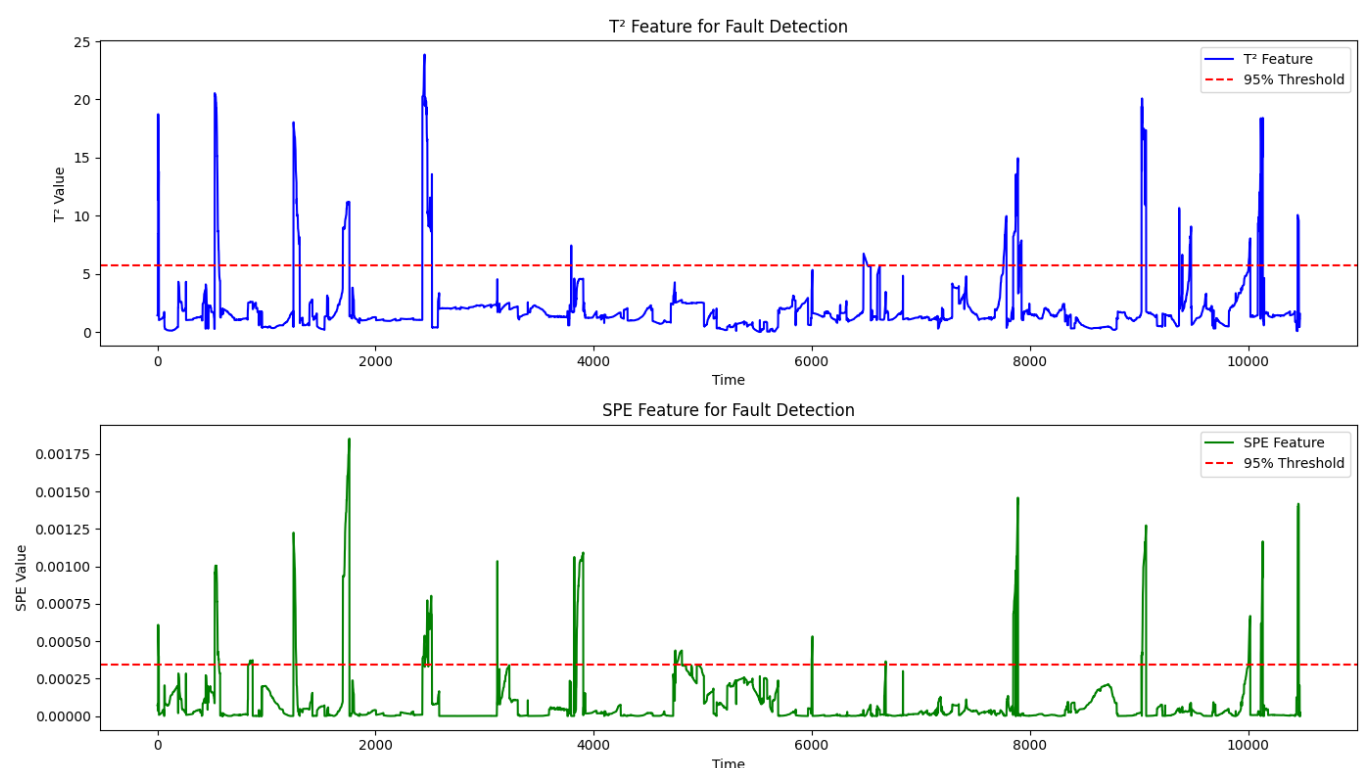 T² Feature for Fault Detection
25
20
15
10
5
0
T² Value
T² Feature
95% Threshold
0 2000 4000 6000 8000 10000
Time
SPE Feature for Fault Detection
0.00175
0.00150
0.00125
0.00100
0.00075
0.00050
0.00025
0.00000
SPE Value
SPE Feature
95% Threshold
0 2000 4000 6000 8000 10000
Time